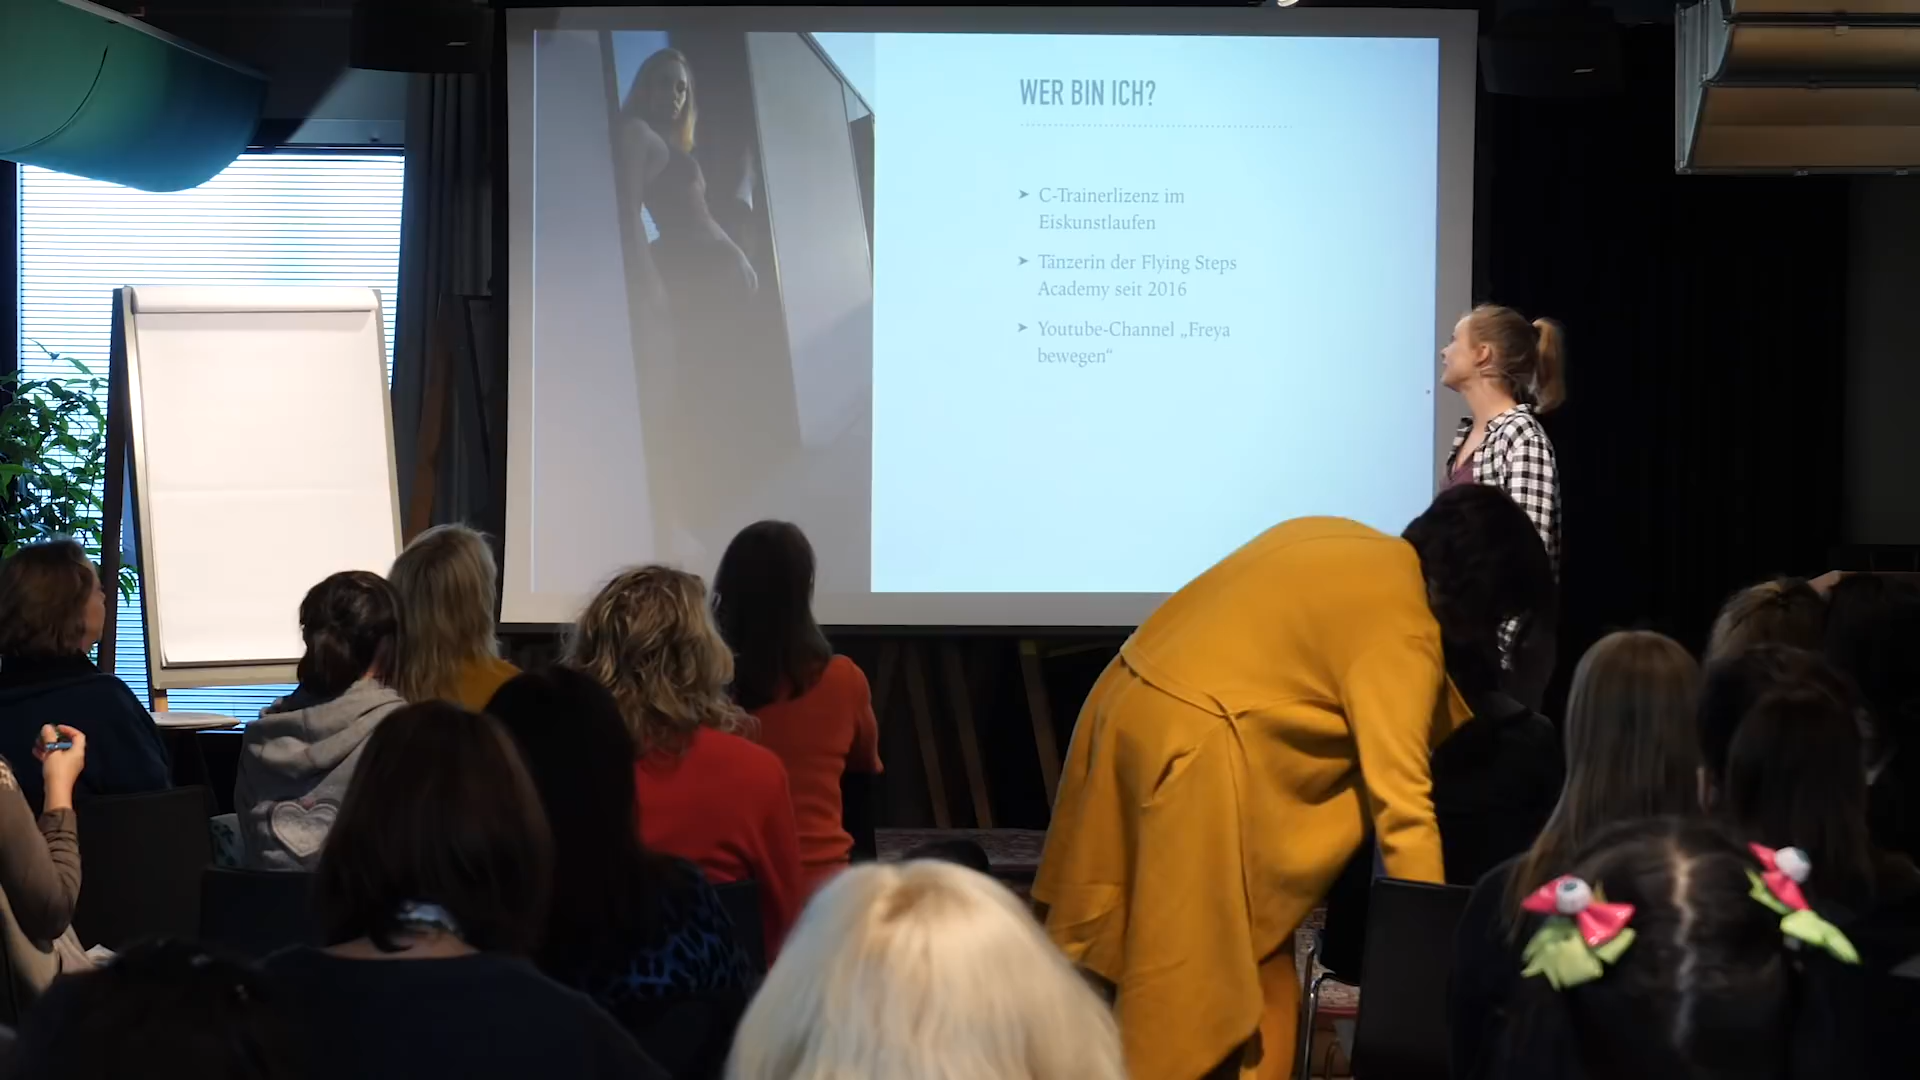 WER BIN ICH?
➤ C-Trainerlizenz im
Eiskunstlaufen
➤ Tänzerin der Flying Steps
Academy seit 2016
➤ Youtube-Channel „Freya
bewegen“